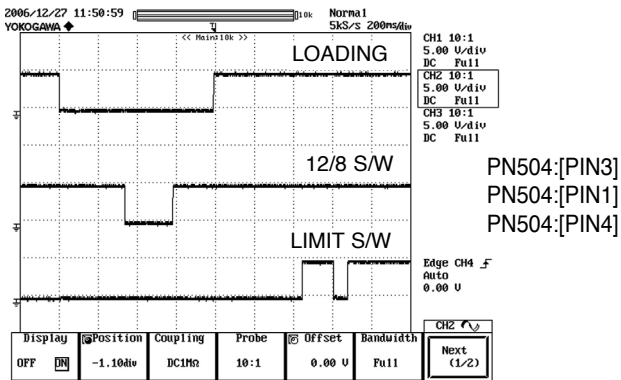 2006/12/27 11:50:59
10k
Normal
YOKOGAWA ◆
5kS/s 200ms/div
<< Main:10k >>
CH1 10:1
5.00 V/div
DC Full
CH2 10:1
5.00 V/div
DC Full
CH3 10:1
5.00 V/div
DC Full
LOADING
12/8 S/W
LIMIT S/W
PN504:[PIN3]
PN504:[PIN1]
PN504:[PIN4]
Edge CH4
Auto
0.00 V
CH2
Display
OFF ON
Position
-1.10div
Coupling
DC1MΩ
Probe
10:1
Offset
0.00 V
Bandwidth
Full
Next
(1/2)